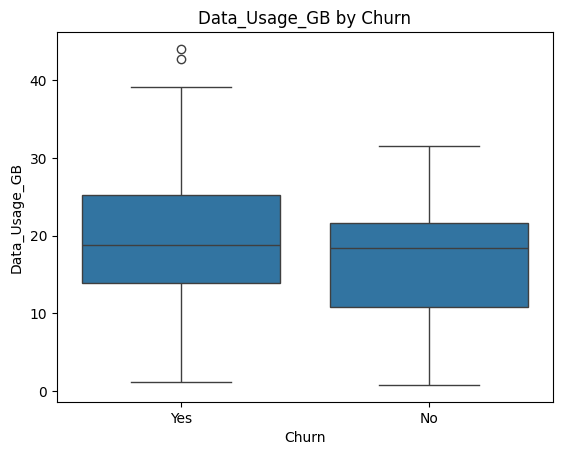 Data_Usage_GB by Churn
Data_Usage_GB
40
30
20
10
0
Yes No
Churn